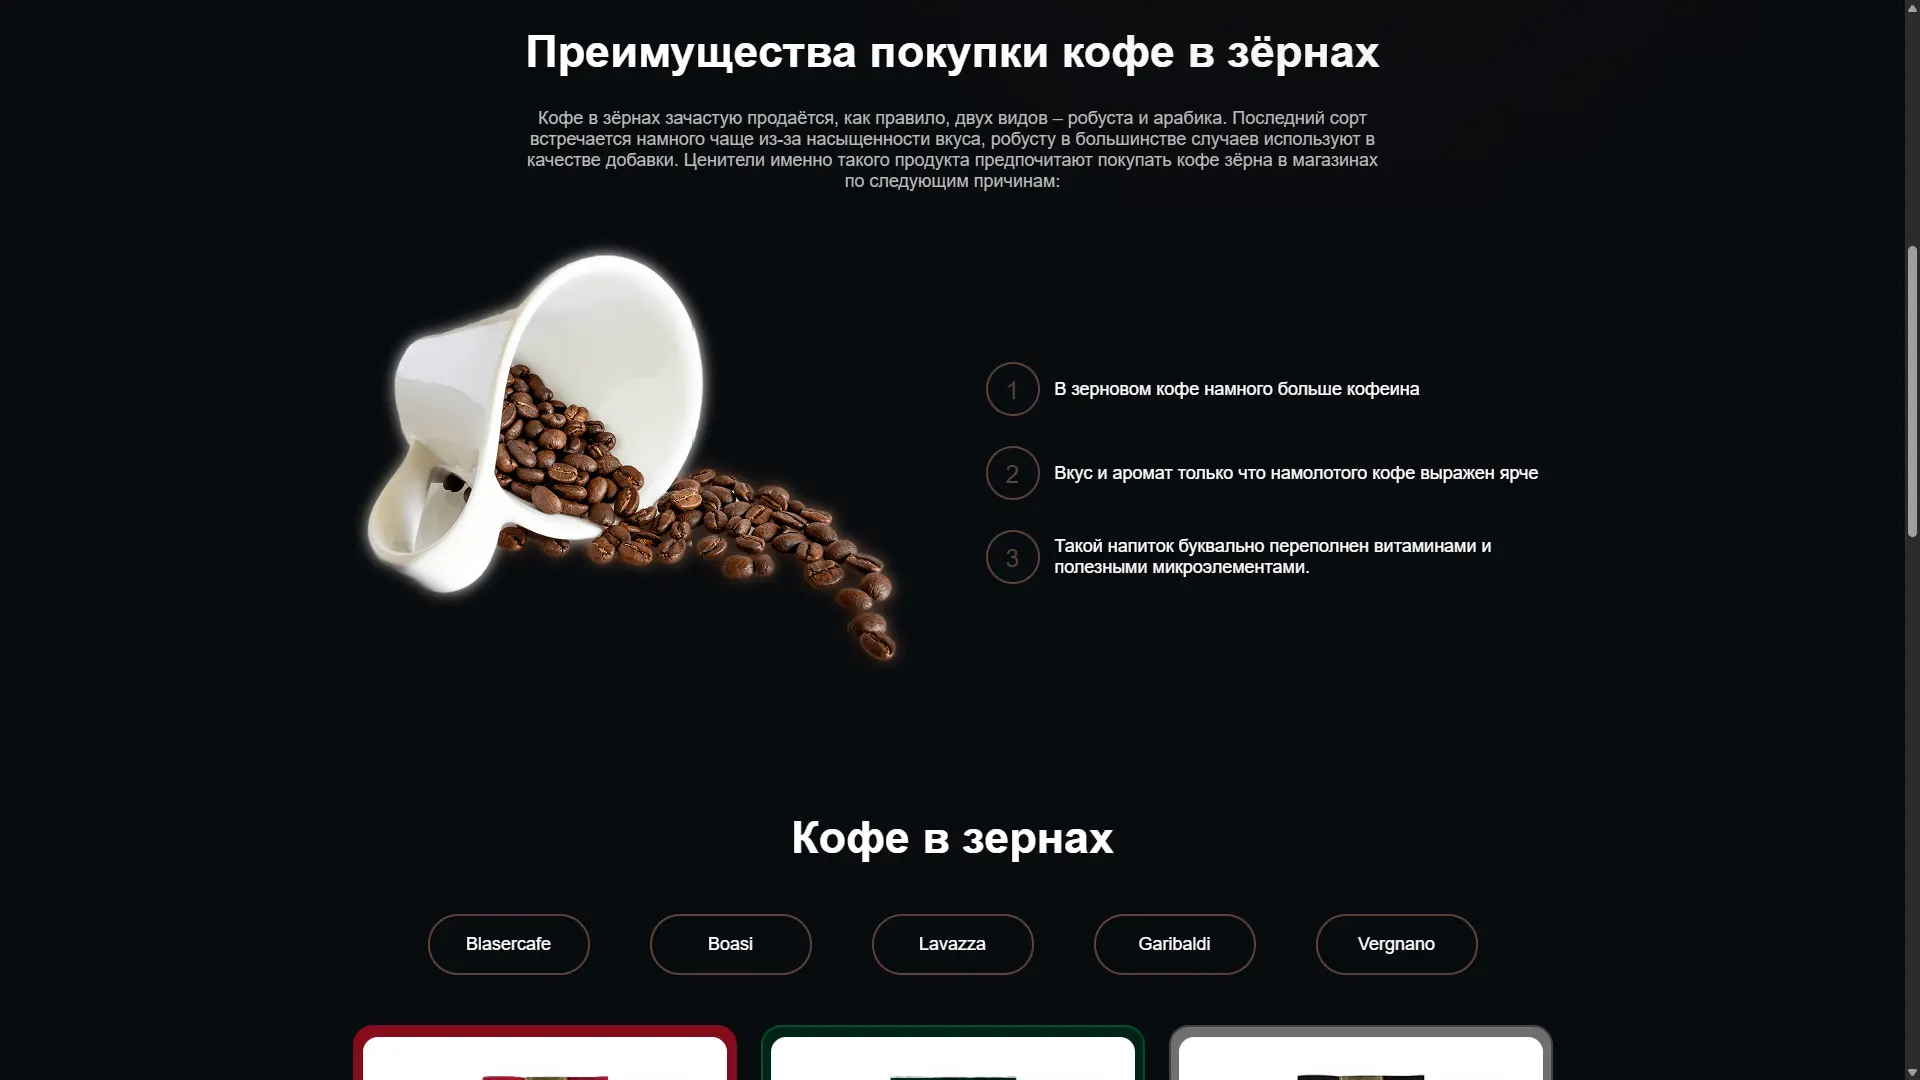 Преимущества покупки кофе в зёрнах
Кофе в зёрнах зачастую продаётся, как правило, двух видов – робуста и арабика. Последний сорт
встречается намного чаще из-за насыщенности вкуса, робусту в большинстве случаев используют в
качестве добавки. Ценители именно такого продукта предпочитают покупать кофе зёрна в магазинах
по следующим причинам:
1 В зерновом кофе намного больше кофеина
2 Вкус и аромат только что намолотого кофе выражен ярче
3 Такой напиток буквально переполнен витаминами и
полезными микроэлементами.
Кофе в зернах
Blasercafe Boasi Lavazza Garibaldi Vergnano